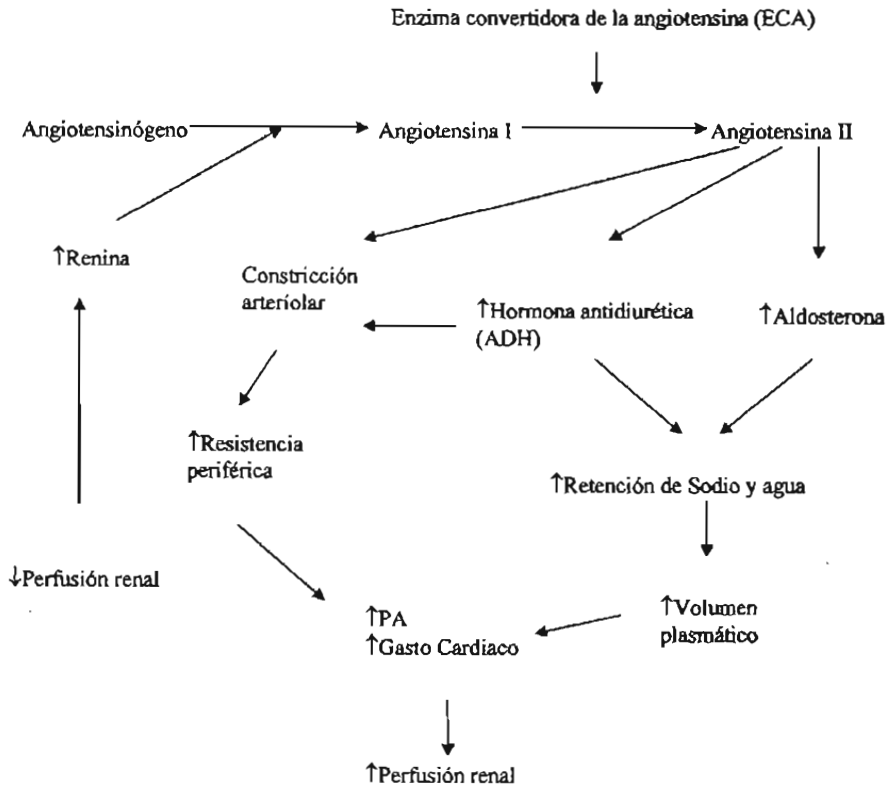 Enzima convertidora de la angiotensina (ECA)
Angiotensinógeno
Angiotensina I
Angiotensina II
↑Renina
Constricción
arteríolar
↑Hormona antidiurética
(ADH)
↑Aldosterona
↑Resistencia
periférica
↑Retención de Sodio y agua
↓Perfusión renal
↑PA
↑Gasto Cardiaco
↑Volumen
plasmático
↑Perfusión renal